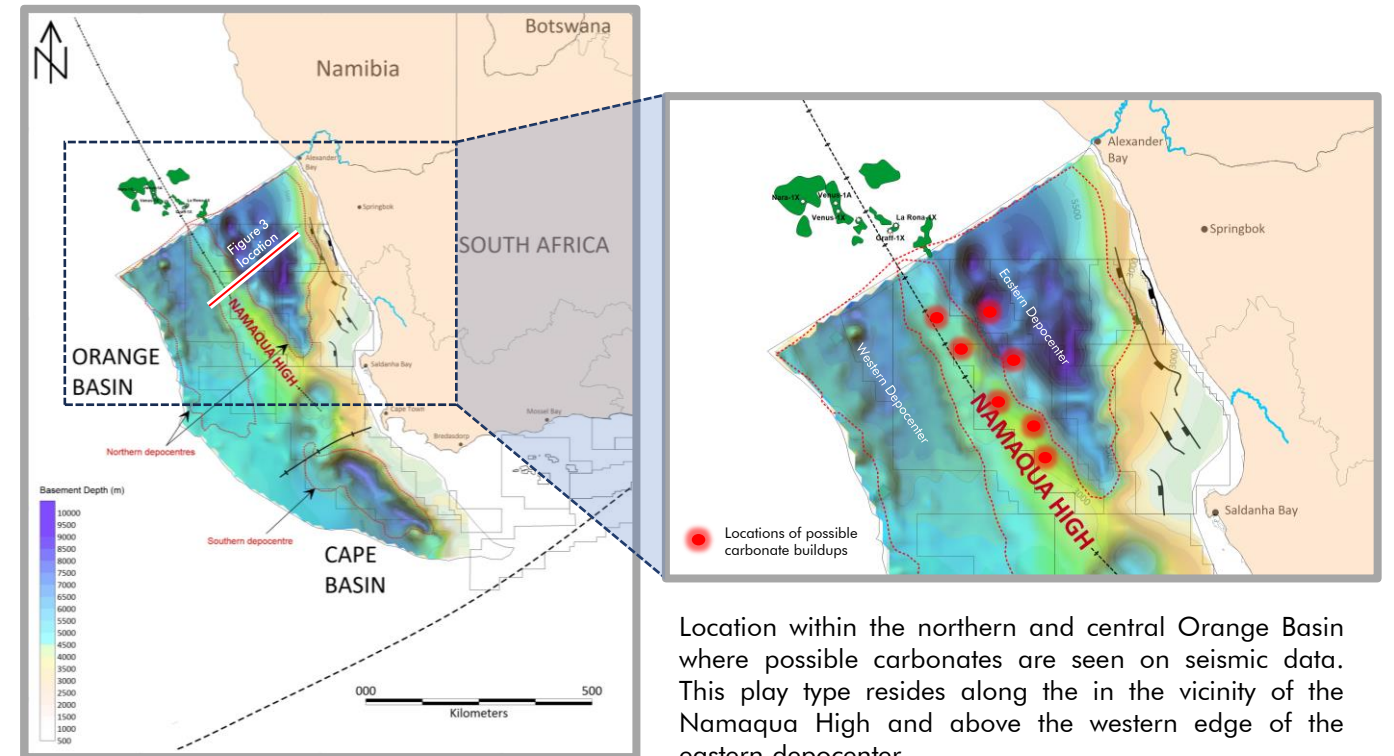 Botswana
Namibia
Alexander
Bay
Springbok
SOUTH AFRICA
Figure 3
location
NAMAQUA HIGH
ORANGE
BASIN
Saldanha Bay
Cape Town
Mossel Bay
Bredasdorp
Northern depocentres
Southern depocentre
CAPE
BASIN
Basement Depth (m)
10000
9500
9000
8500
8000
7500
7000
6500
6000
5500
5000
4500
4000
3500
3000
2500
2000
1500
1000
500
000 500
Kilometers
Alexander
Bay
Springbok
Nara-1X
Venus-1A
Venus-1X
La Rona-1X
Graff-1X
5500
Eastern Depocenter
Western Depocenter
NAMAQUA HIGH
Saldanha Bay
Locations of possible
carbonate buildups
Location within the northern and central Orange Basin
where possible carbonates are seen on seismic data.
This play type resides along the in the vicinity of the
Namaqua High and above the western edge of the
eastern depocenter